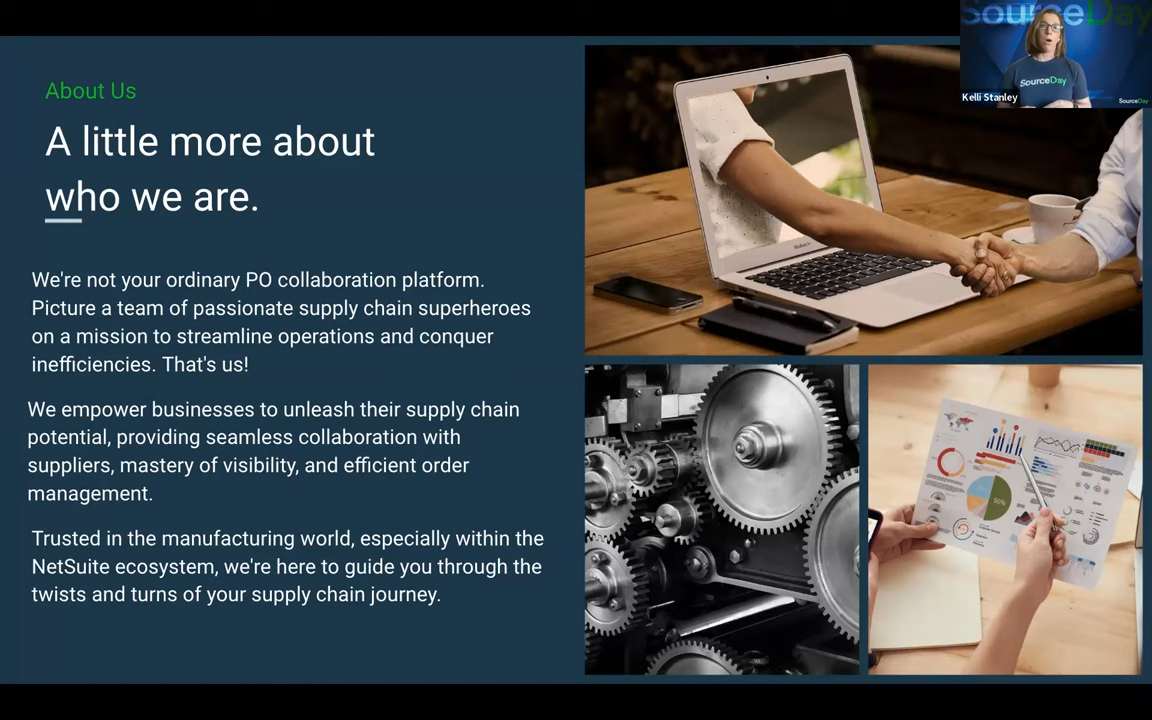 SourceDay
SourceDay
Kelli Stanley
SourceDay
About Us
A little more about
who we are.
We're not your ordinary PO collaboration platform.
Picture a team of passionate supply chain superheroes
on a mission to streamline operations and conquer
inefficiencies. That's us!
We empower businesses to unleash their supply chain
potential, providing seamless collaboration with
suppliers, mastery of visibility, and efficient order
management.
Trusted in the manufacturing world, especially within the
NetSuite ecosystem, we're here to guide you through the
twists and turns of your supply chain journey.
50%